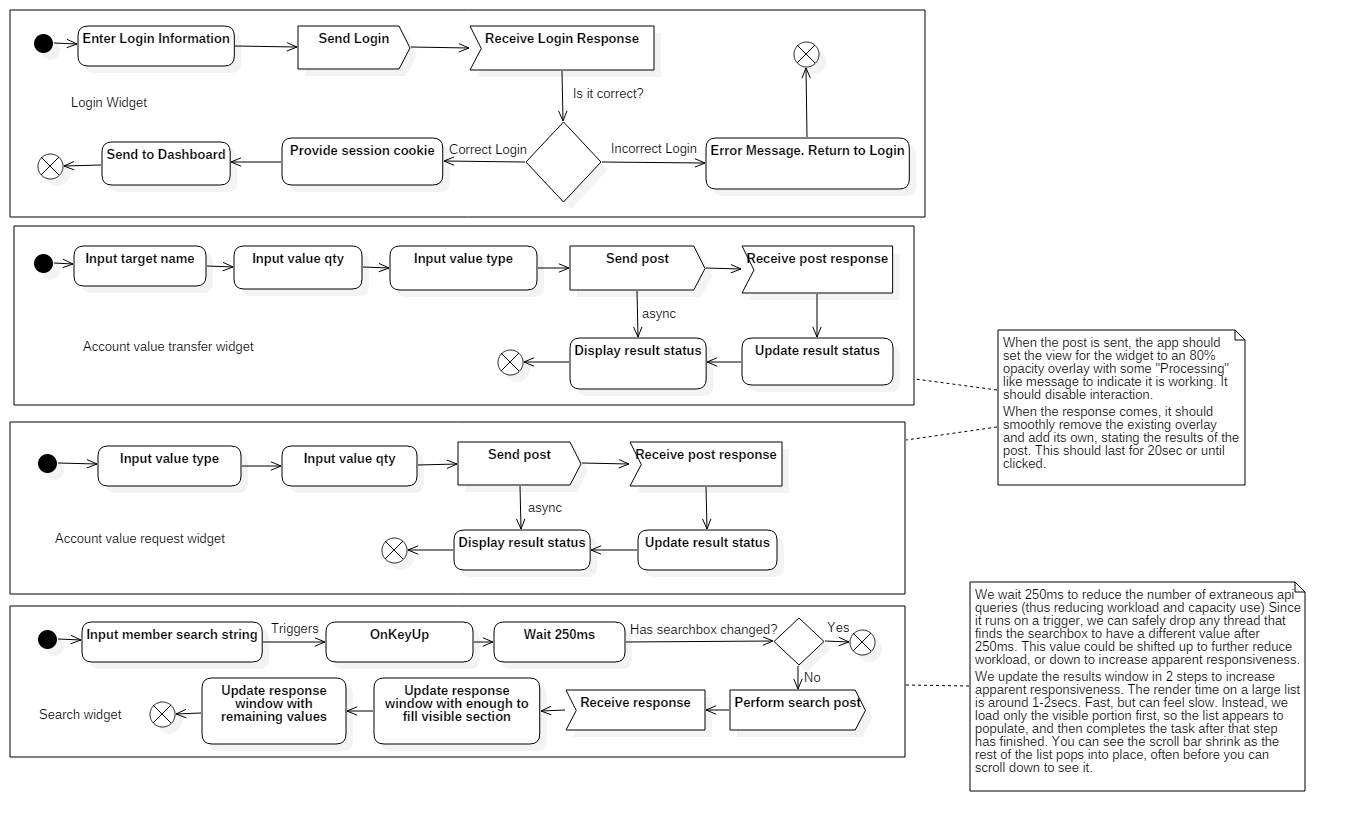 Enter Login Information
Send Login
Receive Login Response
Is it correct?
Login Widget
Send to Dashboard
Provide session cookie
Correct Login
Incorrect Login
Error Message. Return to Login
Input target name
Input value qty
Input value type
Send post
Receive post response
async
Account value transfer widget
Display result status
Update result status
When the post is sent, the app should
set the view for the widget to an 80%
opacity overlay with some "Processing"
like message to indicate it is working. It
should disable interaction.
When the response comes, it should
smoothly remove the existing overlay
and add its own, stating the results of the
post. This should last for 20sec or until
clicked.
Input value type
Input value qty
Send post
Receive post response
async
Account value request widget
Display result status
Update result status
Input member search string
Triggers
OnKeyUp
Wait 250ms
Has searchbox changed?
Yes
No
Search widget
Update response
window with
remaining values
Update response
window with enough to
fill visible section
Receive response
Perform search post
We wait 250ms to reduce the number of extraneous api
queries (thus reducing workload and capacity use) Since
it runs on a trigger, we can safely drop any thread that
finds the searchbox to have a different value after
250ms. This value could be shifted up to further reduce
workload, or down to increase apparent responsiveness.
We update the results window in 2 steps to increase
apparent responsiveness. The render time on a large list
is around 1-2secs. Fast, but can feel slow. Instead, we
load only the visible portion first, so the list appears to
populate, and then completes the task after that step
has finished. You can see the scroll bar shrink as the
rest of the list pops into place, often before you can
scroll down to see it.